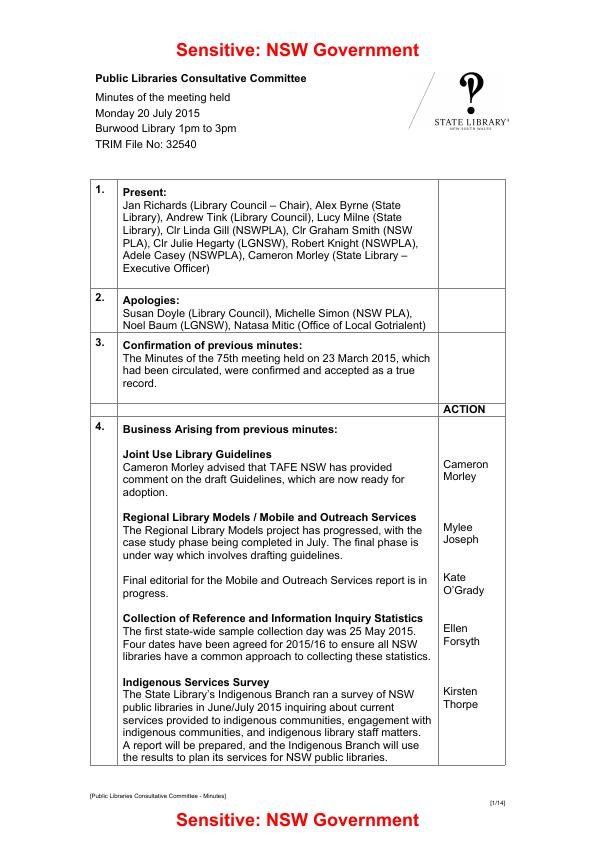 Sensitive: NSW Government
Public Libraries Consultative Committee
Minutes of the meeting held
Monday 20 July 2015
Burwood Library 1pm to 3pm
TRIM File No: 32540
STATE LIBRARY®
NEW SOUTH WALES
1.
Present:
Jan Richards (Library Council – Chair), Alex Byrne (State
Library), Andrew Tink (Library Council), Lucy Milne (State
Library), Clr Linda Gill (NSWPLA), Clr Graham Smith (NSW
PLA), Clr Julie Hegarty (LGNSW), Robert Knight (NSWPLA),
Adele Casey (NSWPLA), Cameron Morley (State Library –
Executive Officer)
2.
Apologies:
Susan Doyle (Library Council), Michelle Simon (NSW PLA),
Noel Baum (LGNSW), Natasa Mitic (Office of Local Gotrialent)
3.
Confirmation of previous minutes:
The Minutes of the 75th meeting held on 23 March 2015, which
had been circulated, were confirmed and accepted as a true
record.
ACTION
4.
Business Arising from previous minutes:
Joint Use Library Guidelines
Cameron Morley advised that TAFE NSW has provided
comment on the draft Guidelines, which are now ready for
adoption.
Cameron
Morley
Regional Library Models / Mobile and Outreach Services
The Regional Library Models project has progressed, with the
case study phase being completed in July. The final phase is
under way which involves drafting guidelines.
Mylee
Joseph
Final editorial for the Mobile and Outreach Services report is in
progress.
Kate
O'Grady
Collection of Reference and Information Inquiry Statistics
The first state-wide sample collection day was 25 May 2015.
Four dates have been agreed for 2015/16 to ensure all NSW
libraries have a common approach to collecting these statistics.
Ellen
Forsyth
Indigenous Services Survey
The State Library's Indigenous Branch ran a survey of NSW
public libraries in June/July 2015 inquiring about current
services provided to indigenous communities, engagement with
indigenous communities, and indigenous library staff matters.
A report will be prepared, and the Indigenous Branch will use
the results to plan its services for NSW public libraries.
Kirsten
Thorpe
[Public Libraries Consultative Committee - Minutes]
[1/14]
Sensitive: NSW Government